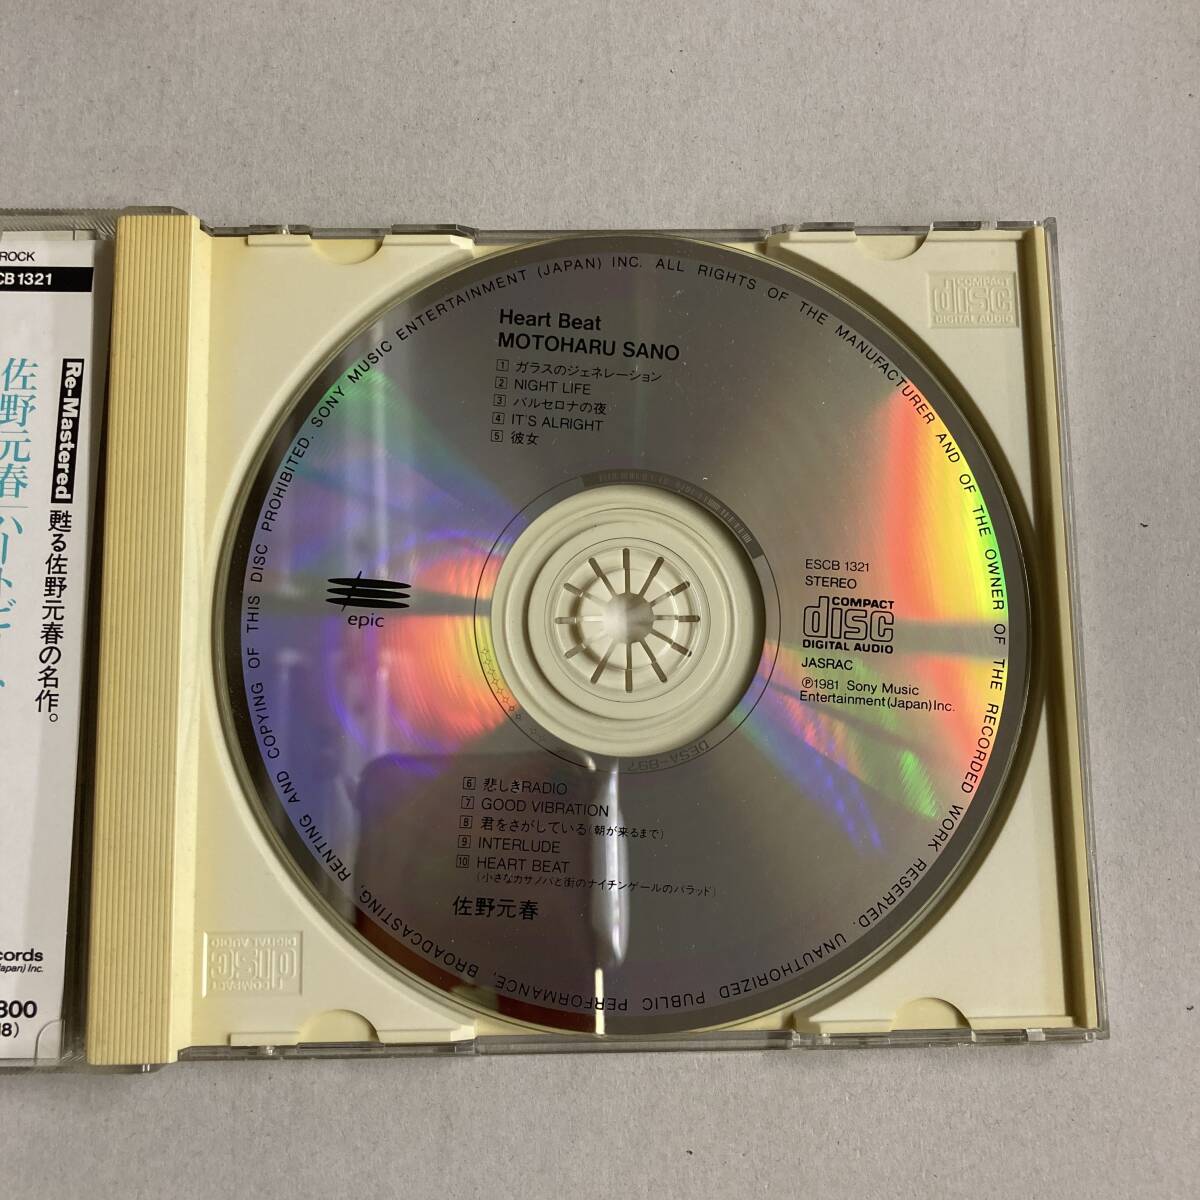 ROCK
CB 1321
Re-Mastered 甦る佐野元春の名作。
佐野元春
cords
Japan) Inc.
800
Heart Beat
MOTOHARU SANO
1 ガラスのジェネレーション
2 NIGHT LIFE
3 バルセロナの夜
4 IT'S ALRIGHT
5 彼女
epic
ESCB 1321
STEREO
COMPACT
disc
DIGITAL AUDIO
JASRAC
Ⓟ1981 Sony Music
Entertainment(Japan)Inc.
6 悲しきRADIO
7 GOOD VIBRATION
8 君をさがしている(朝が来るまで)
9 INTERLUDE
10 HEART BEAT
(小さなカサノバと街のナイチンゲールのバラッド)
佐野元春
SONY MUSIC ENTERTAINMENT (JAPAN) INC. ALL RIGHTS OF THE MANUFACTURER AND OF THE OWNER OF THE RECORDED WORK RESERVED. UNAUTHORIZED PUBLIC PERFORMANCE, BROADCASTING, RENTING AND COPYING OF THIS DISC PROHIBITED.
COMPACT
disc
DIGITAL AUDIO
COMPACT
disc
DIGITAL AUDIO